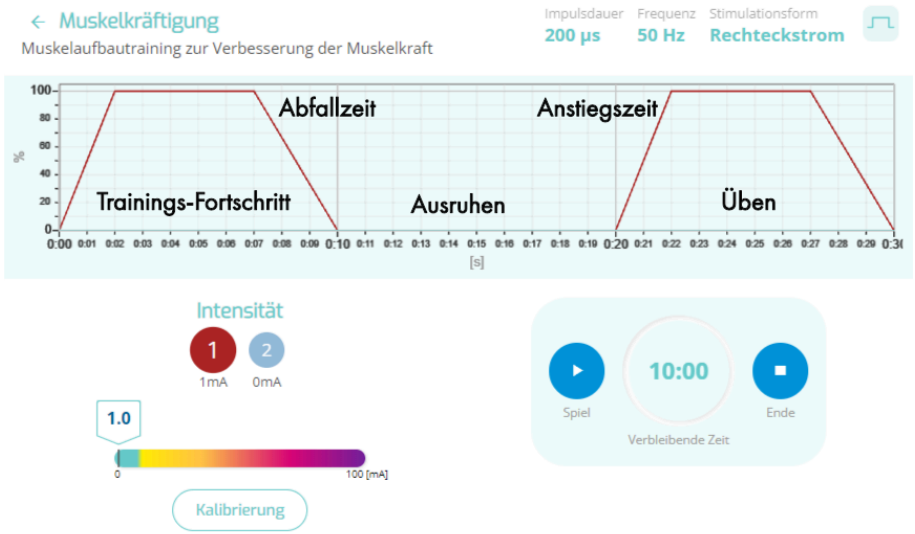 ← Muskelkräftigung
Muskelaufbautraining zur Verbesserung der Muskelkraft
Impulsdauer Frequenz Stimulationsform
200 µs 50 Hz Rechteckstrom
100
80
60
40
20
0
%
Abfallzeit Anstiegszeit
Trainings-Fortschritt Ausruhen Üben
0:00 0:01 0:02 0:03 0:04 0:05 0:06 0:07 0:08 0:09 0:10 0:11 0:12 0:13 0:14 0:15 0:16 0:17 0:18 0:19 0:20 0:21 0:22 0:23 0:24 0:25 0:26 0:27 0:28 0:29 0:30
[s]
Intensität
1 2
1mA 0mA
1.0
0 100 [mA]
Kalibrierung
10:00
Spiel Ende
Verbleibende Zeit